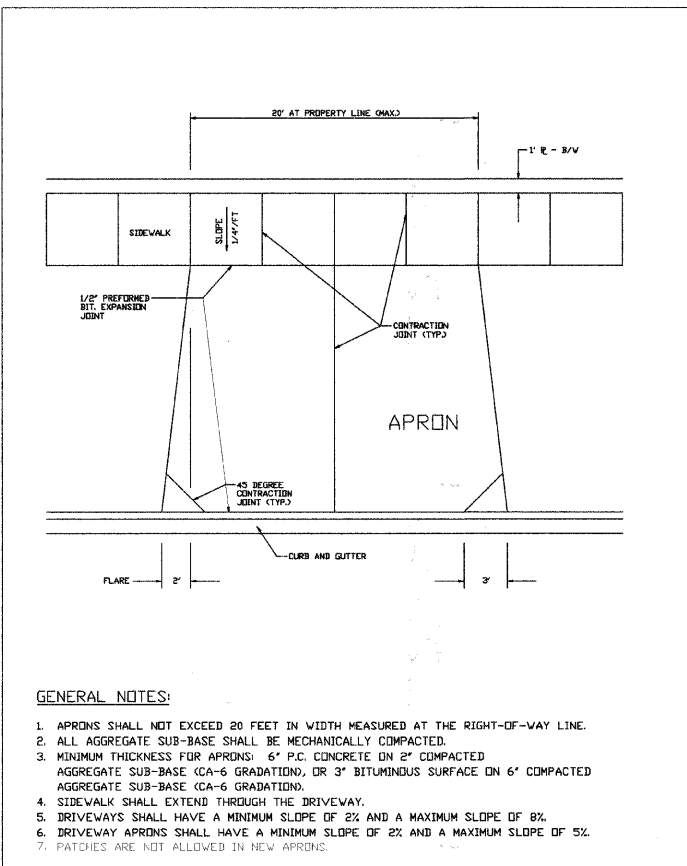 20' AT PROPERTY LINE (MAX.)
1' ⅊ - B/W
SIDEWALK
SLOPE
1/4"/FT
1/2" PREFORMED
BIT. EXPANSION
JOINT
CONTRACTION
JOINT (TYP.)
APRON
45 DEGREE
CONTRACTION
JOINT (TYP.)
CURB AND GUTTER
FLARE
2'
3'
GENERAL NOTES:
1. APRONS SHALL NOT EXCEED 20 FEET IN WIDTH MEASURED AT THE RIGHT-OF-WAY LINE.
2. ALL AGGREGATE SUB-BASE SHALL BE MECHANICALLY COMPACTED.
3. MINIMUM THICKNESS FOR APRONS: 6" P.C. CONCRETE ON 2" COMPACTED
AGGREGATE SUB-BASE (CA-6 GRADATION), OR 3" BITUMINOUS SURFACE ON 6" COMPACTED
AGGREGATE SUB-BASE (CA-6 GRADATION).
4. SIDEWALK SHALL EXTEND THROUGH THE DRIVEWAY.
5. DRIVEWAYS SHALL HAVE A MINIMUM SLOPE OF 2% AND A MAXIMUM SLOPE OF 8%.
6. DRIVEWAY APRONS SHALL HAVE A MINIMUM SLOPE OF 2% AND A MAXIMUM SLOPE OF 5%.
7. PATCHES ARE NOT ALLOWED IN NEW APRONS.